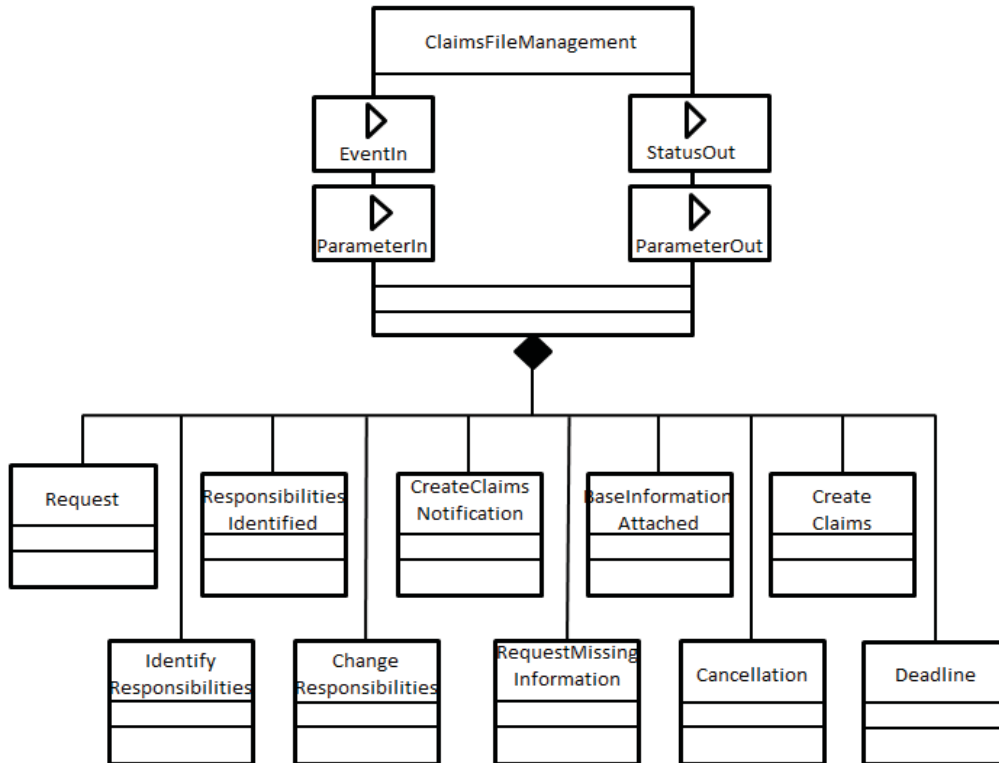 ClaimsFileManagement
EventIn
StatusOut
ParameterIn
ParameterOut
Request
Responsibilities
Identified
CreateClaims
Notification
BaseInformation
Attached
Create
Claims
Identify
Responsibilities
Change
Responsibilities
RequestMissing
Information
Cancellation
Deadline